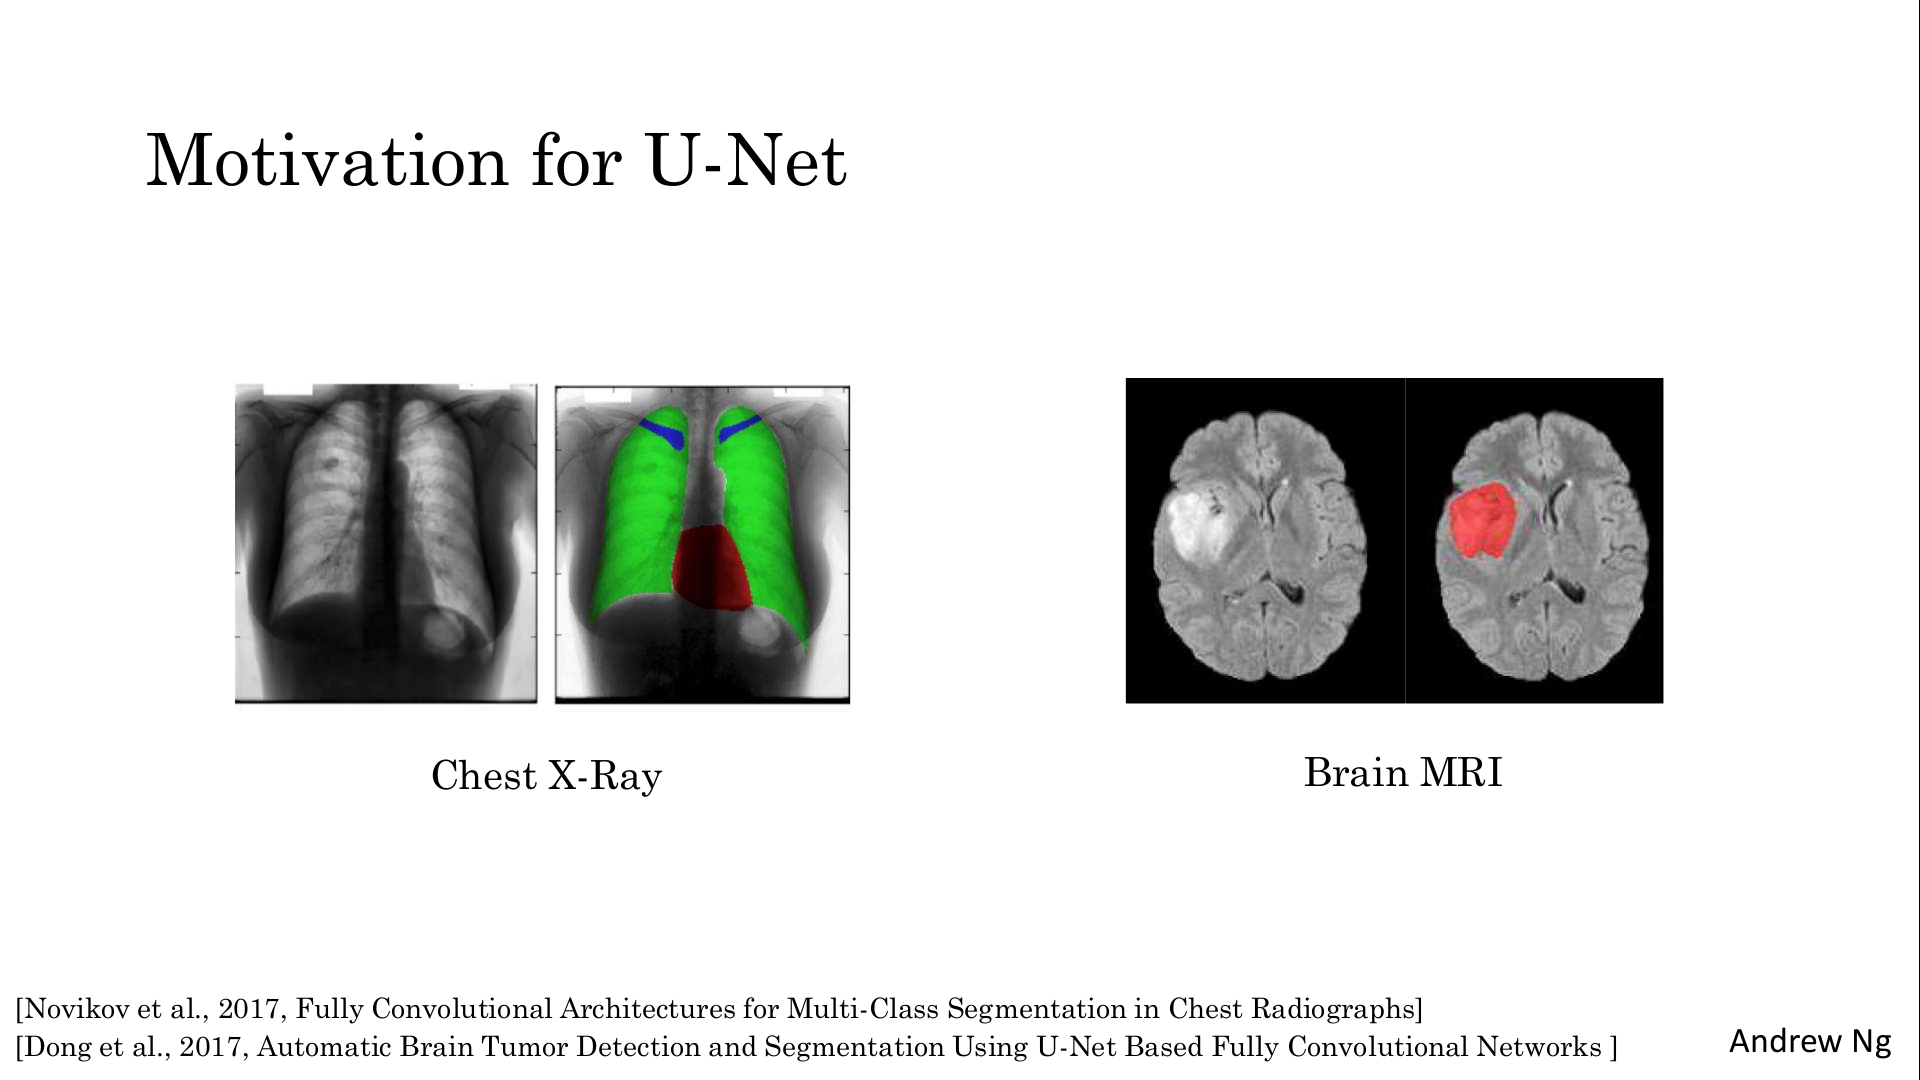 Motivation for U-Net
Chest X-Ray
Brain MRI
[Novikov et al., 2017, Fully Convolutional Architectures for Multi-Class Segmentation in Chest Radiographs]
[Dong et al., 2017, Automatic Brain Tumor Detection and Segmentation Using U-Net Based Fully Convolutional Networks ]
Andrew Ng